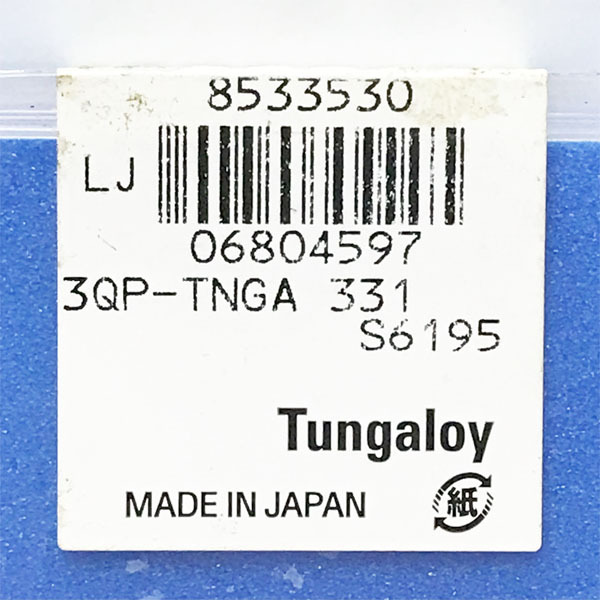 8533530
LJ
06804597
3QP-TNGA 331
S6195
Tungaloy
MADE IN JAPAN
紙